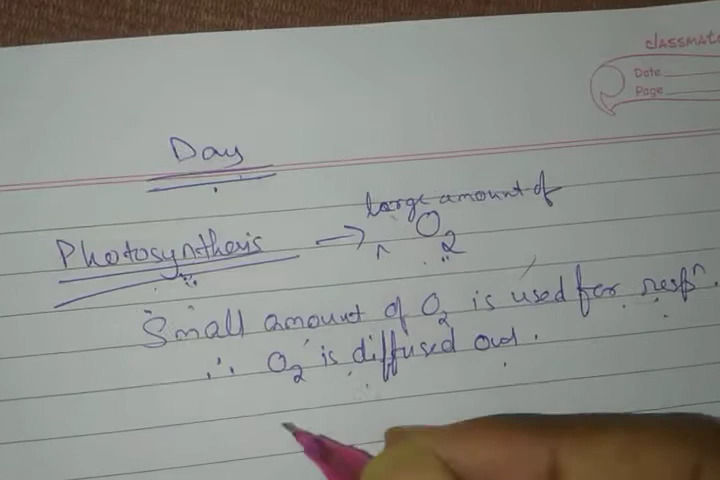 classmate
Date
Page
Day
large amount of
Photosynthesis → ^ O₂
Small amount of O₂ is used for respⁿ.
∴ O₂ is diffused out.